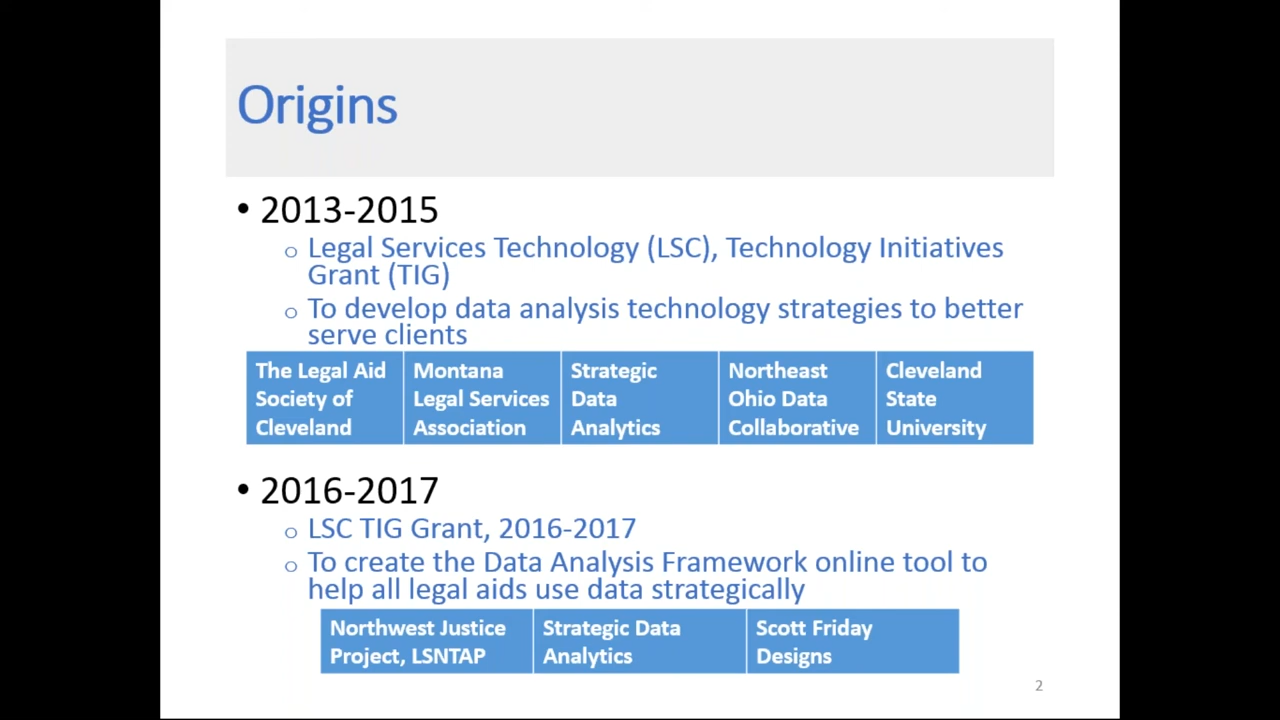 Origins
• 2013-2015
o Legal Services Technology (LSC), Technology Initiatives
Grant (TIG)
o To develop data analysis technology strategies to better
serve clients
The Legal Aid
Society of
Cleveland
Montana
Legal Services
Association
Strategic
Data
Analytics
Northeast
Ohio Data
Collaborative
Cleveland
State
University
• 2016-2017
o LSC TIG Grant, 2016-2017
o To create the Data Analysis Framework online tool to
help all legal aids use data strategically
Northwest Justice
Project, LSNTAP
Strategic Data
Analytics
Scott Friday
Designs
2